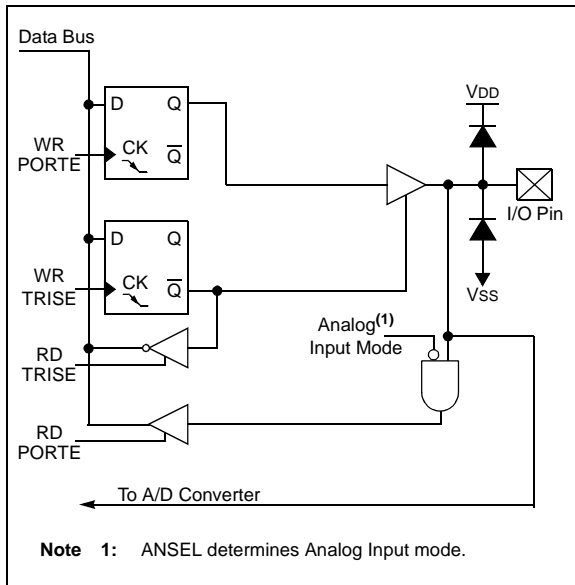 Data Bus
D Q
CK Q
WR
PORTE
D Q
CK Q
WR
TRISE
RD
TRISE
RD
PORTE
VDD
I/O Pin
VSS
Analog(1)
Input Mode
To A/D Converter
Note 1: ANSEL determines Analog Input mode.